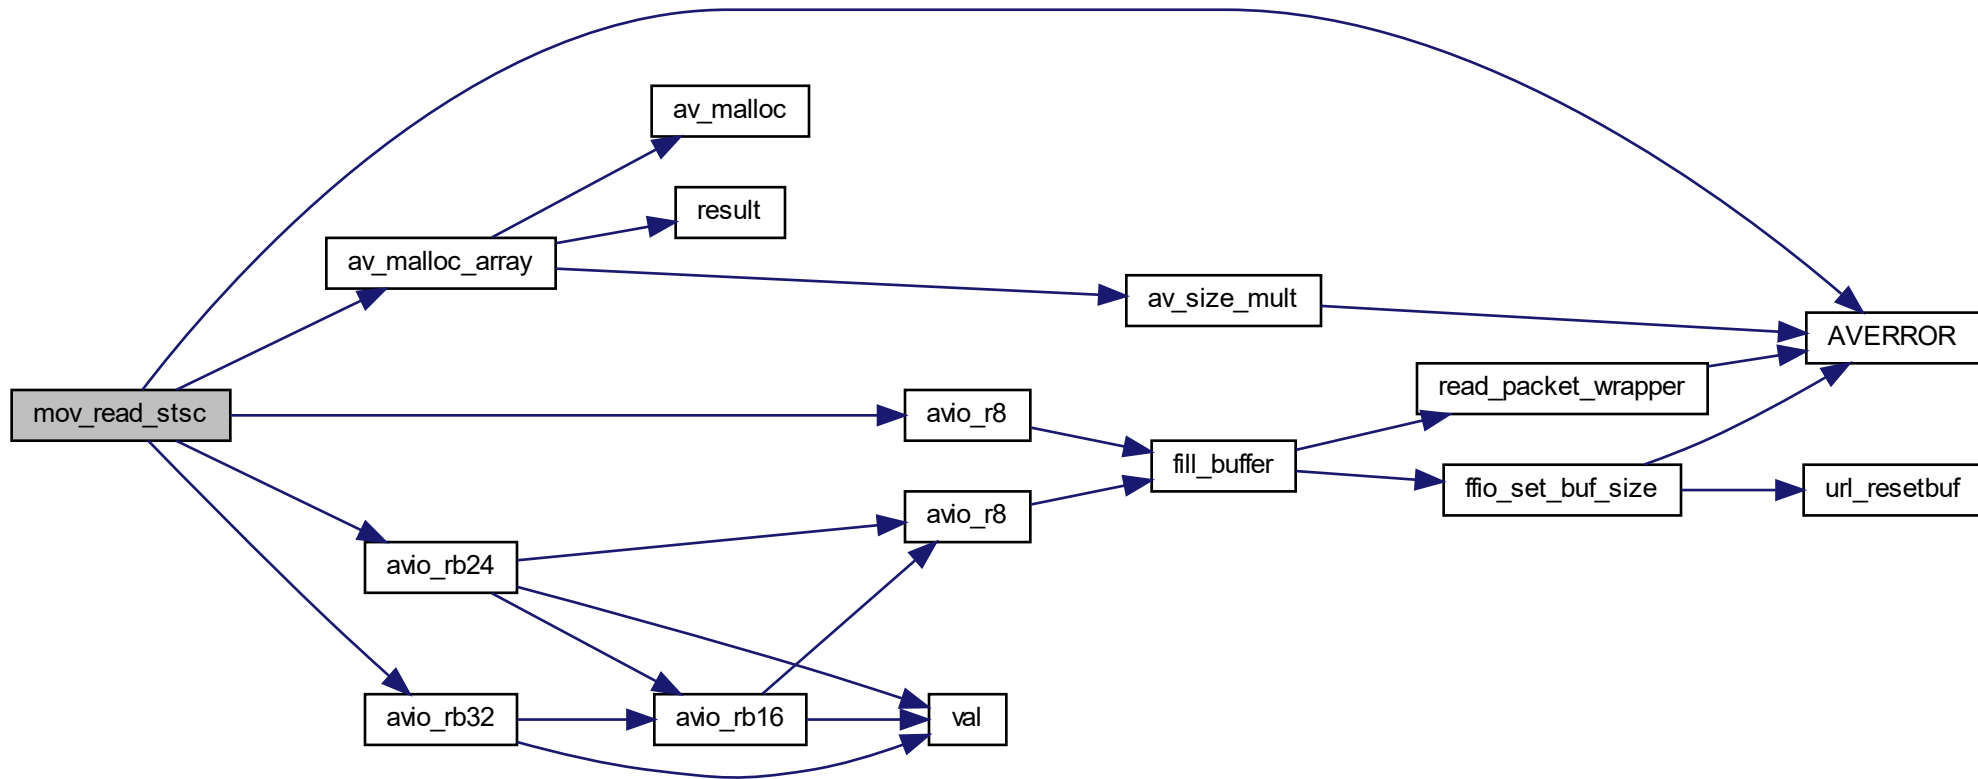 av_malloc
result
av_malloc_array
av_size_mult
AVERROR
read_packet_wrapper
mov_read_stsc
avio_r8
fill_buffer
ffio_set_buf_size
url_resetbuf
avio_r8
avio_rb24
avio_rb32
avio_rb16
val